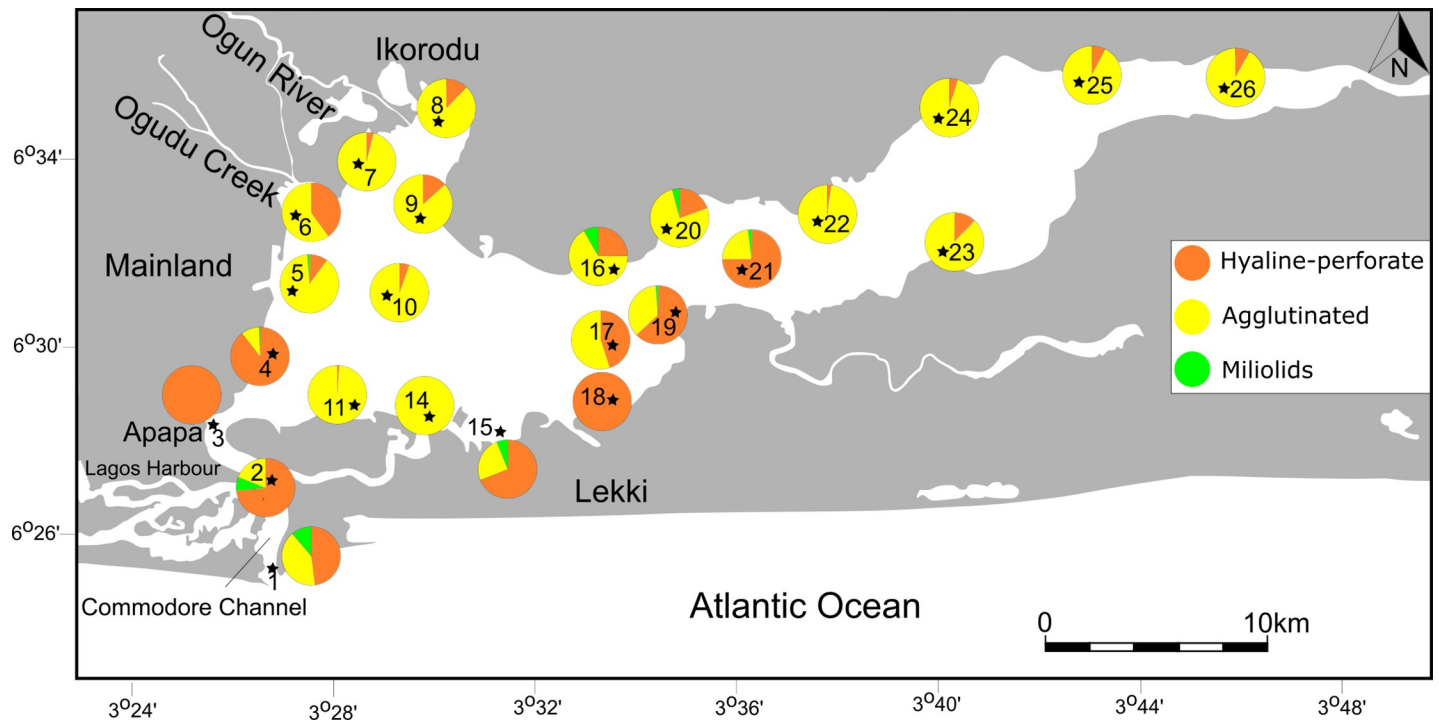 Ogun River
Ikorodu
N
Ogudu Creek
Mainland
Apapa
Lagos Harbour
Commodore Channel
Lekki
Atlantic Ocean
0 10km
Hyaline-perforate
Agglutinated
Miliolids
1
2
3
4
5
6
7
8
9
10
11
14
15
16
17
18
19
20
21
22
23
24
25
26
6°34'
6°30'
6°26'
3°24' 3°28' 3°32' 3°36' 3°40' 3°44' 3°48'